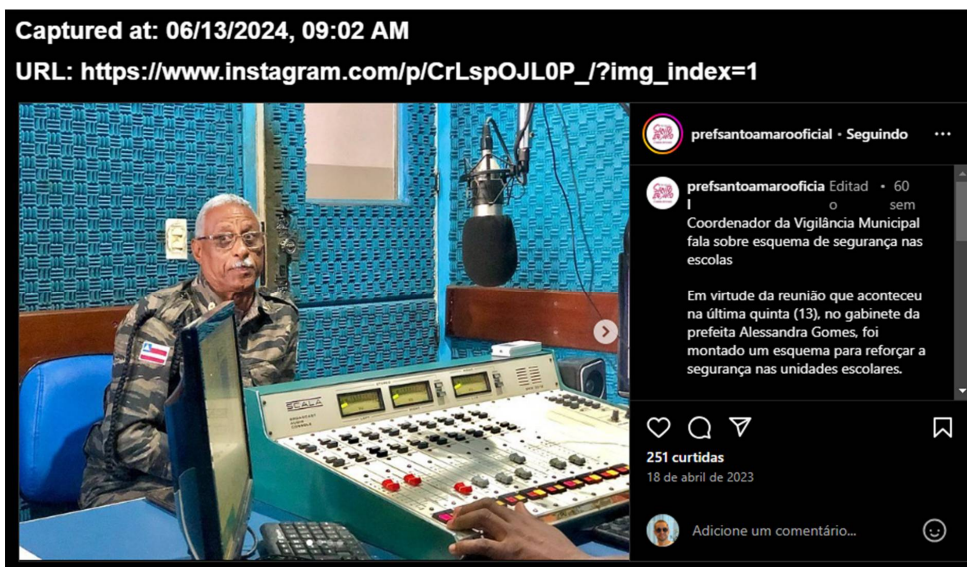 Captured at: 06/13/2024, 09:02 AM
URL: https://www.instagram.com/p/CrLspOJL0P_/?img_index=1
prefsantoamarooficial • Seguindo
prefsantoamarooficia Editad • 60
l o sem
Coordenador da Vigilância Municipal
fala sobre esquema de segurança nas
escolas
Em virtude da reunião que aconteceu
na última quinta (13), no gabinete da
prefeita Alessandra Gomes, foi
montado um esquema para reforçar a
segurança nas unidades escolares.
251 curtidas
18 de abril de 2023
Adicione um comentário...
SCALA
BROADCAST
AUDIO
CONSOLE